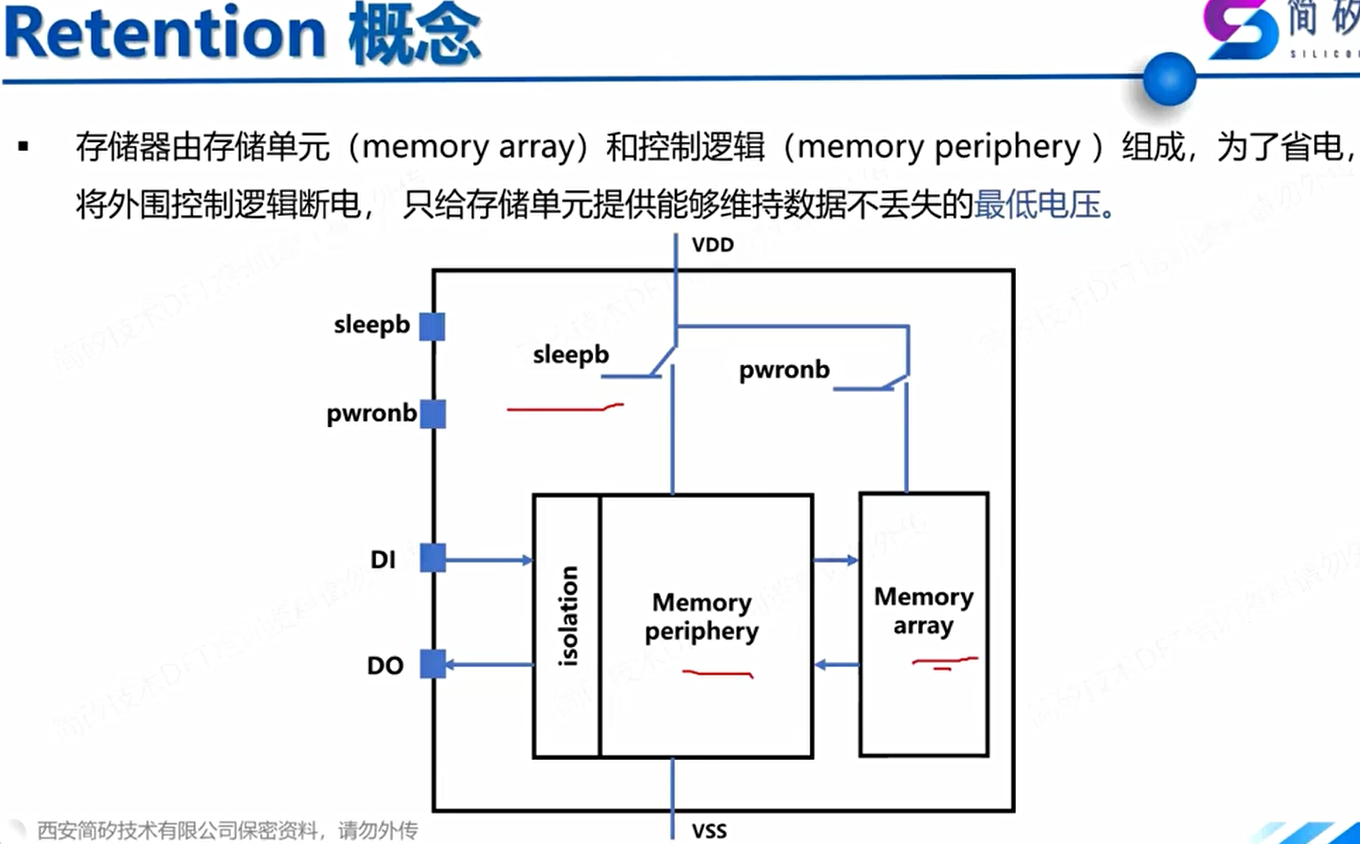 Retention 概念
简 矽
SILICO
▪ 存储器由存储单元（memory array）和控制逻辑（memory periphery ）组成，为了省电，
将外围控制逻辑断电， 只给存储单元提供能够维持数据不丢失的最低电压。
VDD
sleepb
sleepb
pwronb
pwronb
DI
isolation
Memory
periphery
Memory
array
DO
VSS
西安简矽技术有限公司保密资料，请勿外传